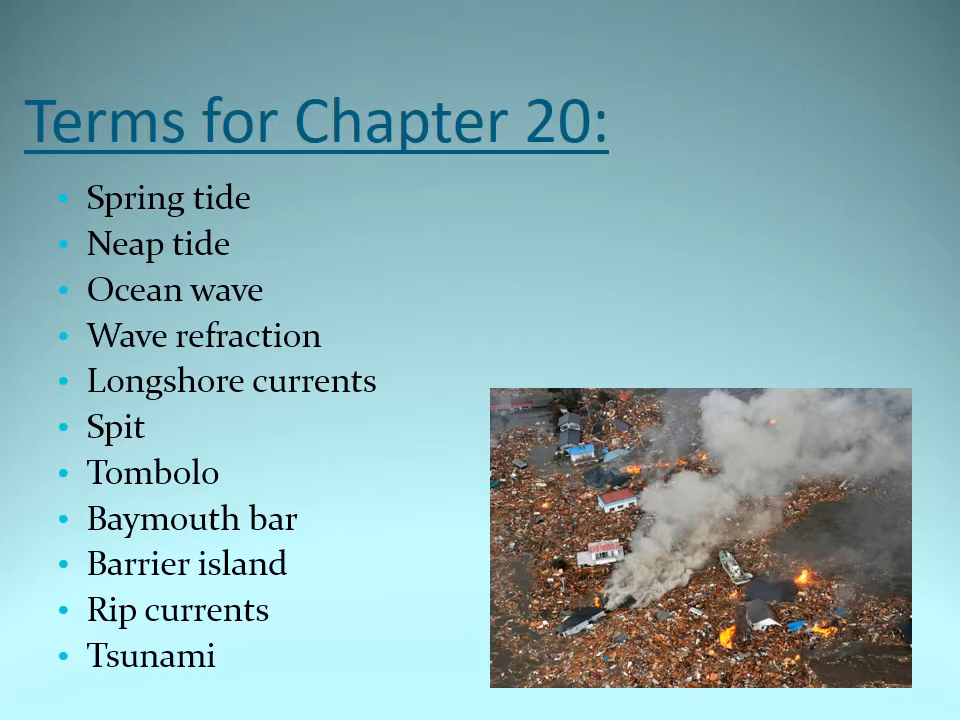 Terms for Chapter 20:
• Spring tide
• Neap tide
• Ocean wave
• Wave refraction
• Longshore currents
• Spit
• Tombolo
• Baymouth bar
• Barrier island
• Rip currents
• Tsunami